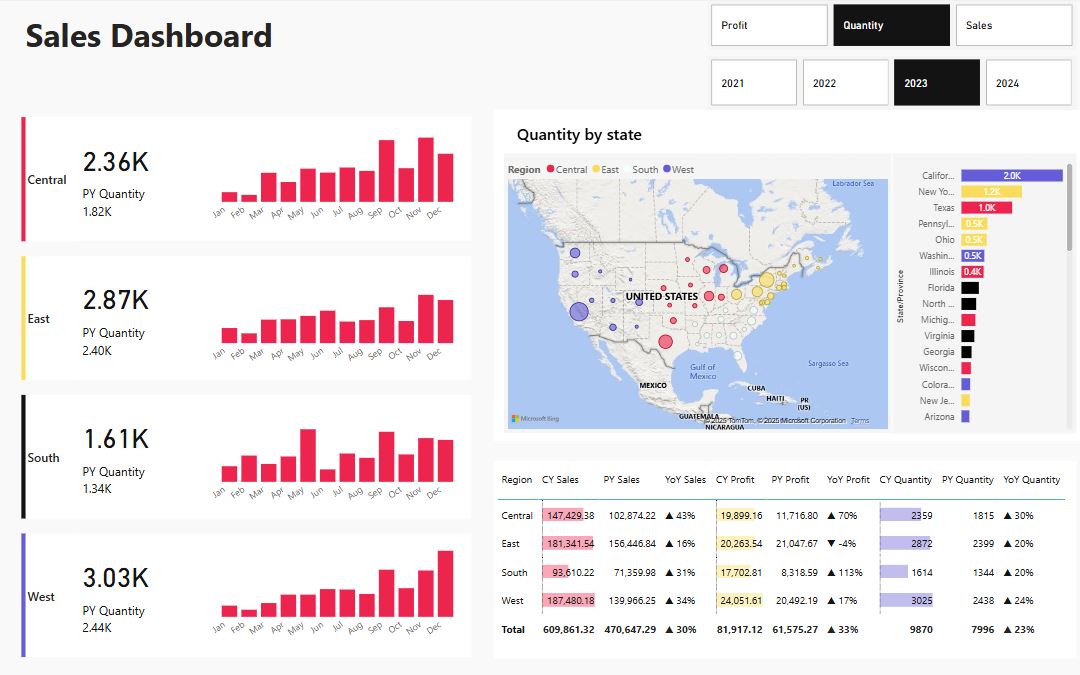 Sales Dashboard
Profit
Quantity
Sales
2021
2022
2023
2024
Central
2.36K
PY Quantity
1.82K
Jan Feb Mar Apr May Jun Jul Aug Sep Oct Nov Dec
East
2.87K
PY Quantity
2.40K
Jan Feb Mar Apr May Jun Jul Aug Sep Oct Nov Dec
South
1.61K
PY Quantity
1.34K
Jan Feb Mar Apr May Jun Jul Aug Sep Oct Nov Dec
West
3.03K
PY Quantity
2.44K
Jan Feb Mar Apr May Jun Jul Aug Sep Oct Nov Dec
Quantity by state
Region Central East South West
Labrador Sea
UNITED STATES
Sargasso Sea
Gulf of
Mexico
MEXICO
CUBA
HAITI
PR
(US)
GUATEMALA
NICARAGUA
Microsoft Bing
© 2025 TomTom, © 2025 Microsoft Corporation Terms
State/Province
Califor... 2.0K
New Yo... 1.2K
Texas 1.0K
Pennsyl... 0.5K
Ohio 0.5K
Washin... 0.5K
Illinois 0.4K
Florida
North ...
Michig...
Virginia
Georgia
Wiscon...
Colora...
New Je...
Arizona
Region CY Sales PY Sales YoY Sales CY Profit PY Profit YoY Profit CY Quantity PY Quantity YoY Quantity
Central 147,429.38 102,874.22 ▲ 43% 19,899.16 11,716.80 ▲ 70% 2359 1815 ▲ 30%
East 181,341.54 156,446.84 ▲ 16% 20,263.54 21,047.67 ▼ -4% 2872 2399 ▲ 20%
South 93,610.22 71,359.98 ▲ 31% 17,702.81 8,318.59 ▲ 113% 1614 1344 ▲ 20%
West 187,480.18 139,966.25 ▲ 34% 24,051.61 20,492.19 ▲ 17% 3025 2438 ▲ 24%
Total 609,861.32 470,647.29 ▲ 30% 81,917.12 61,575.27 ▲ 33% 9870 7996 ▲ 23%